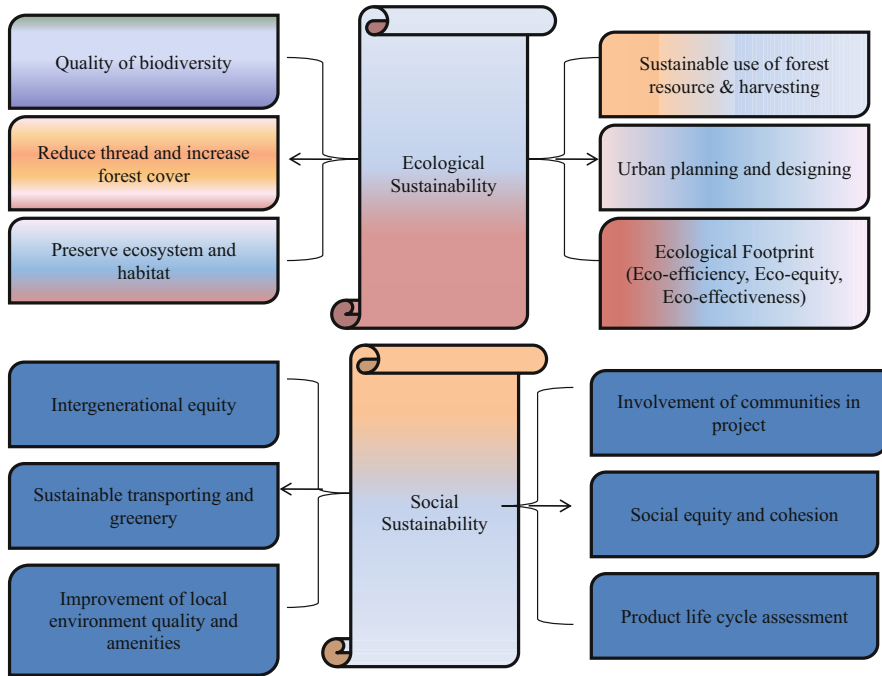 Quality of biodiversity
Reduce thread and increase
forest cover
Preserve ecosystem and
habitat
Ecological
Sustainability
Sustainable use of forest
resource & harvesting
Urban planning and designing
Ecological Footprint
(Eco-efficiency, Eco-equity,
Eco-effectiveness)
Intergenerational equity
Sustainable transporting and
greenery
Improvement of local
environment quality and
amenities
Social
Sustainability
Involvement of communities in
project
Social equity and cohesion
Product life cycle assessment